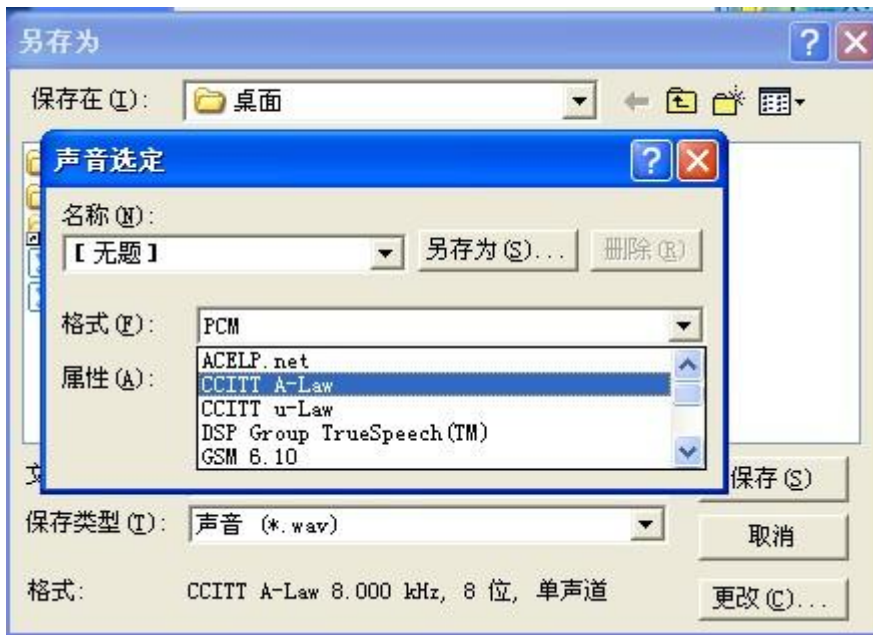 另存为
保存在(I):
桌面
声音选定
名称(N):
[无题]
另存为(S)...
删除(R)
格式(F):
PCM
属性(A):
ACELP.net
CCITT A-Law
CCITT u-Law
DSP Group TrueSpeech(TM)
GSM 6.10
保存(S)
保存类型(T):
声音 (*.wav)
取消
格式:
CCITT A-Law 8.000 kHz, 8 位, 单声道
更改(C)...